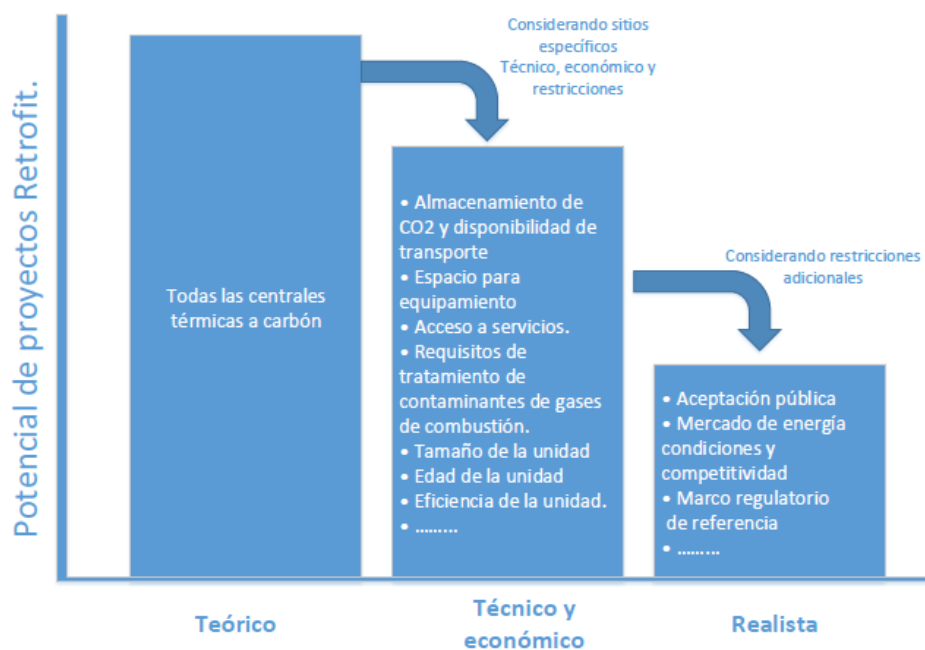 Potencial de proyectos Retrofit.
Considerando sitios
específicos
Técnico, económico y
restricciones
Todas las centrales
térmicas a carbón
• Almacenamiento de
CO2 y disponibilidad de
transporte
• Espacio para
equipamiento
• Acceso a servicios.
• Requisitos de
tratamiento de
contaminantes de gases
de combustión.
• Tamaño de la unidad
• Edad de la unidad
• Eficiencia de la unidad.
• .........
Considerando restricciones
adicionales
• Aceptación pública
• Mercado de energía
condiciones y
competitividad
• Marco regulatorio
de referencia
• .........
Teórico
Técnico y
económico
Realista